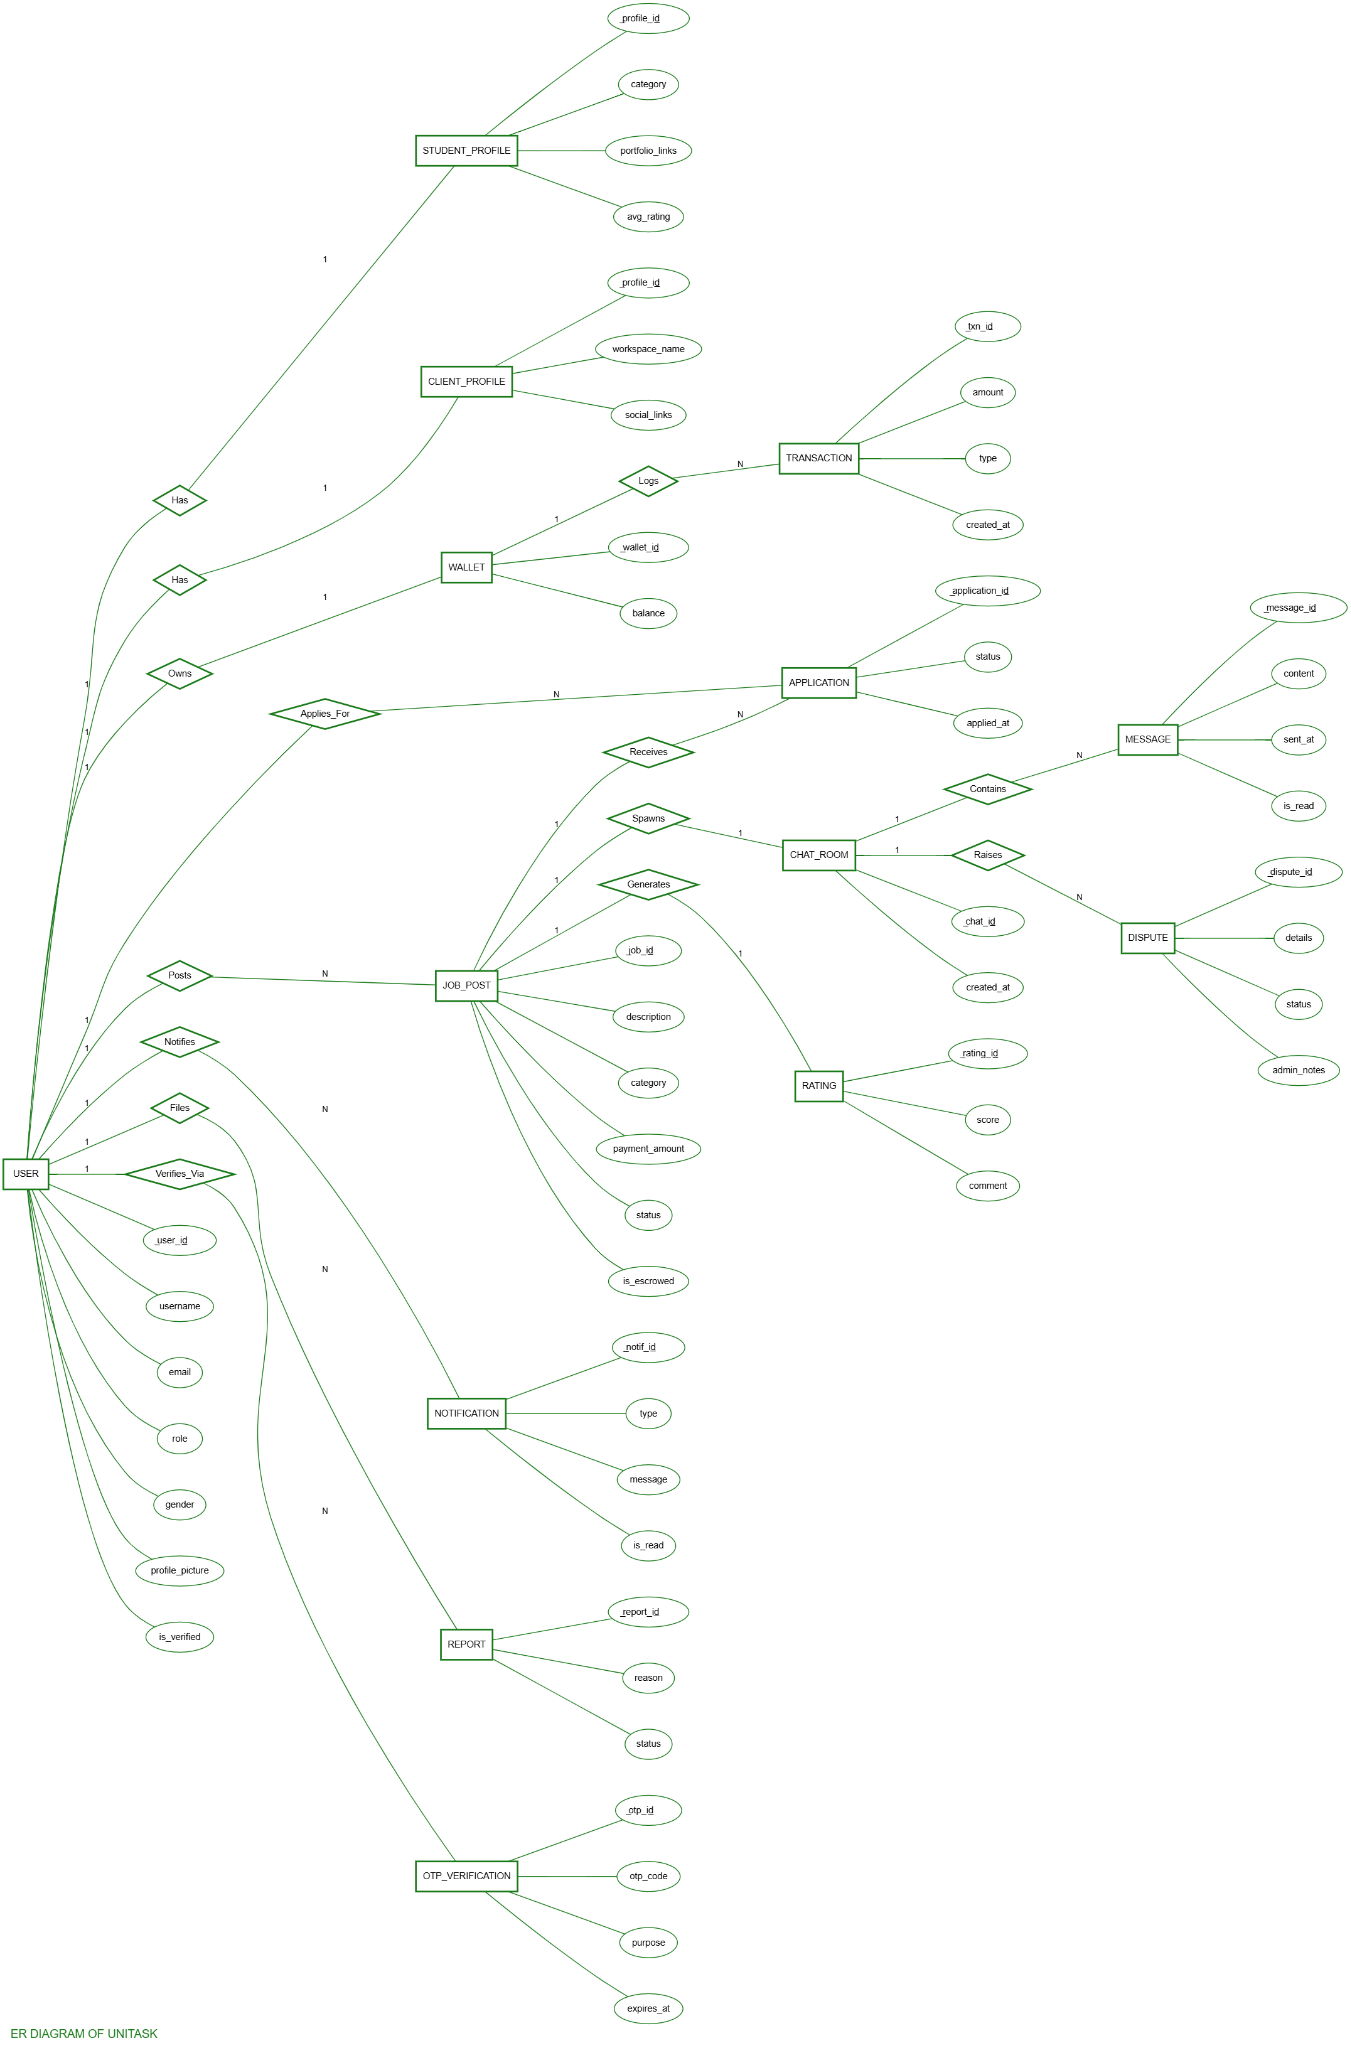 _profile_id
category
STUDENT_PROFILE
portfolio_links
avg_rating
1
_profile_id
_txn_id
workspace_name
CLIENT_PROFILE
amount
social_links
TRANSACTION
type
N
Logs
1
Has
1
created_at
_wallet_id
WALLET
Has
_application_id
1
balance
_message_id
status
Owns
content
APPLICATION
1
N
Applies_For
N
applied_at
1
MESSAGE
sent_at
Receives
N
1
Contains
is_read
1
Spawns
1
1
CHAT_ROOM
1
Raises
_dispute_id
1
Generates
N
_chat_id
1
DISPUTE
details
_job_id
1
Posts
N
JOB_POST
created_at
status
description
1
Notifies
1
_rating_id
admin_notes
category
RATING
1
Files
N
score
1
payment_amount
USER
1
Verifies_Via
comment
status
_user_id
N
is_escrowed
username
_notif_id
email
NOTIFICATION
type
role
message
gender
N
is_read
profile_picture
_report_id
is_verified
REPORT
reason
status
_otp_id
OTP_VERIFICATION
otp_code
purpose
expires_at
ER DIAGRAM OF UNITASK